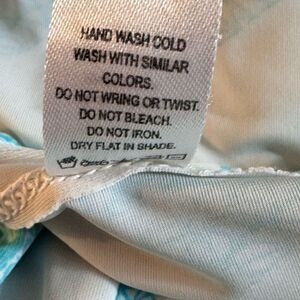 HAND WASH COLD
WASH WITH SIMILAR
COLORS.
DO NOT WRING OR TWIST.
DO NOT BLEACH.
DO NOT IRON.
DRY FLAT IN SHADE.